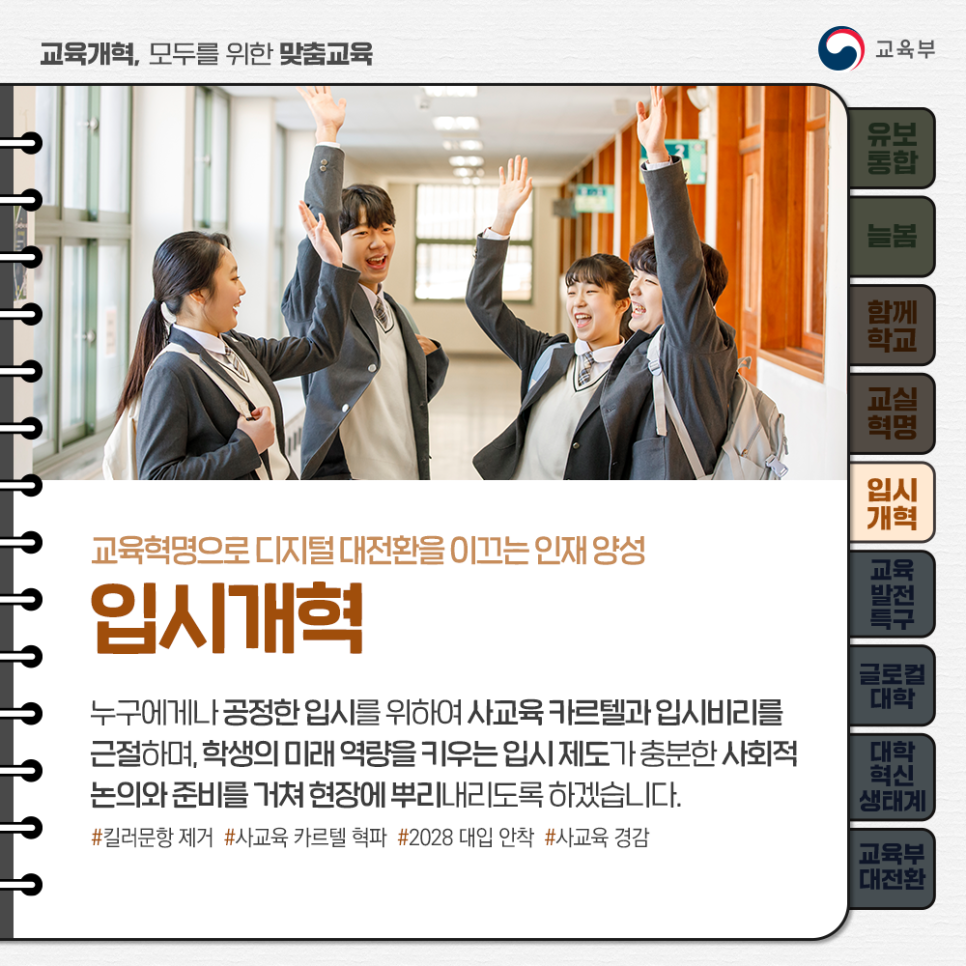 교육개혁, 모두를 위한 맞춤교육
교육부
2
유보
통합
늘봄
함께
학교
교실
혁명
입시
개혁
교육
발전
특구
글로컬
대학
대학
혁신
생태계
교육부
대전환
교육혁명으로 디지털 대전환을 이끄는 인재 양성
입시개혁
누구에게나 공정한 입시를 위하여 사교육 카르텔과 입시비리를
근절하며, 학생의 미래 역량을 키우는 입시 제도가 충분한 사회적
논의와 준비를 거쳐 현장에 뿌리내리도록 하겠습니다.
#킬러문항 제거 #사교육 카르텔 혁파 #2028 대입 안착 #사교육 경감